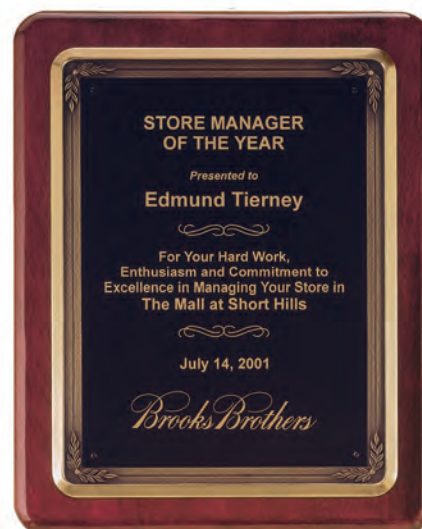 STORE MANAGER
OF THE YEAR
Presented to
Edmund Tierney
For Your Hard Work,
Enthusiasm and Commitment to
Excellence in Managing Your Store in
The Mall at Short Hills
July 14, 2001
Brooks Brothers